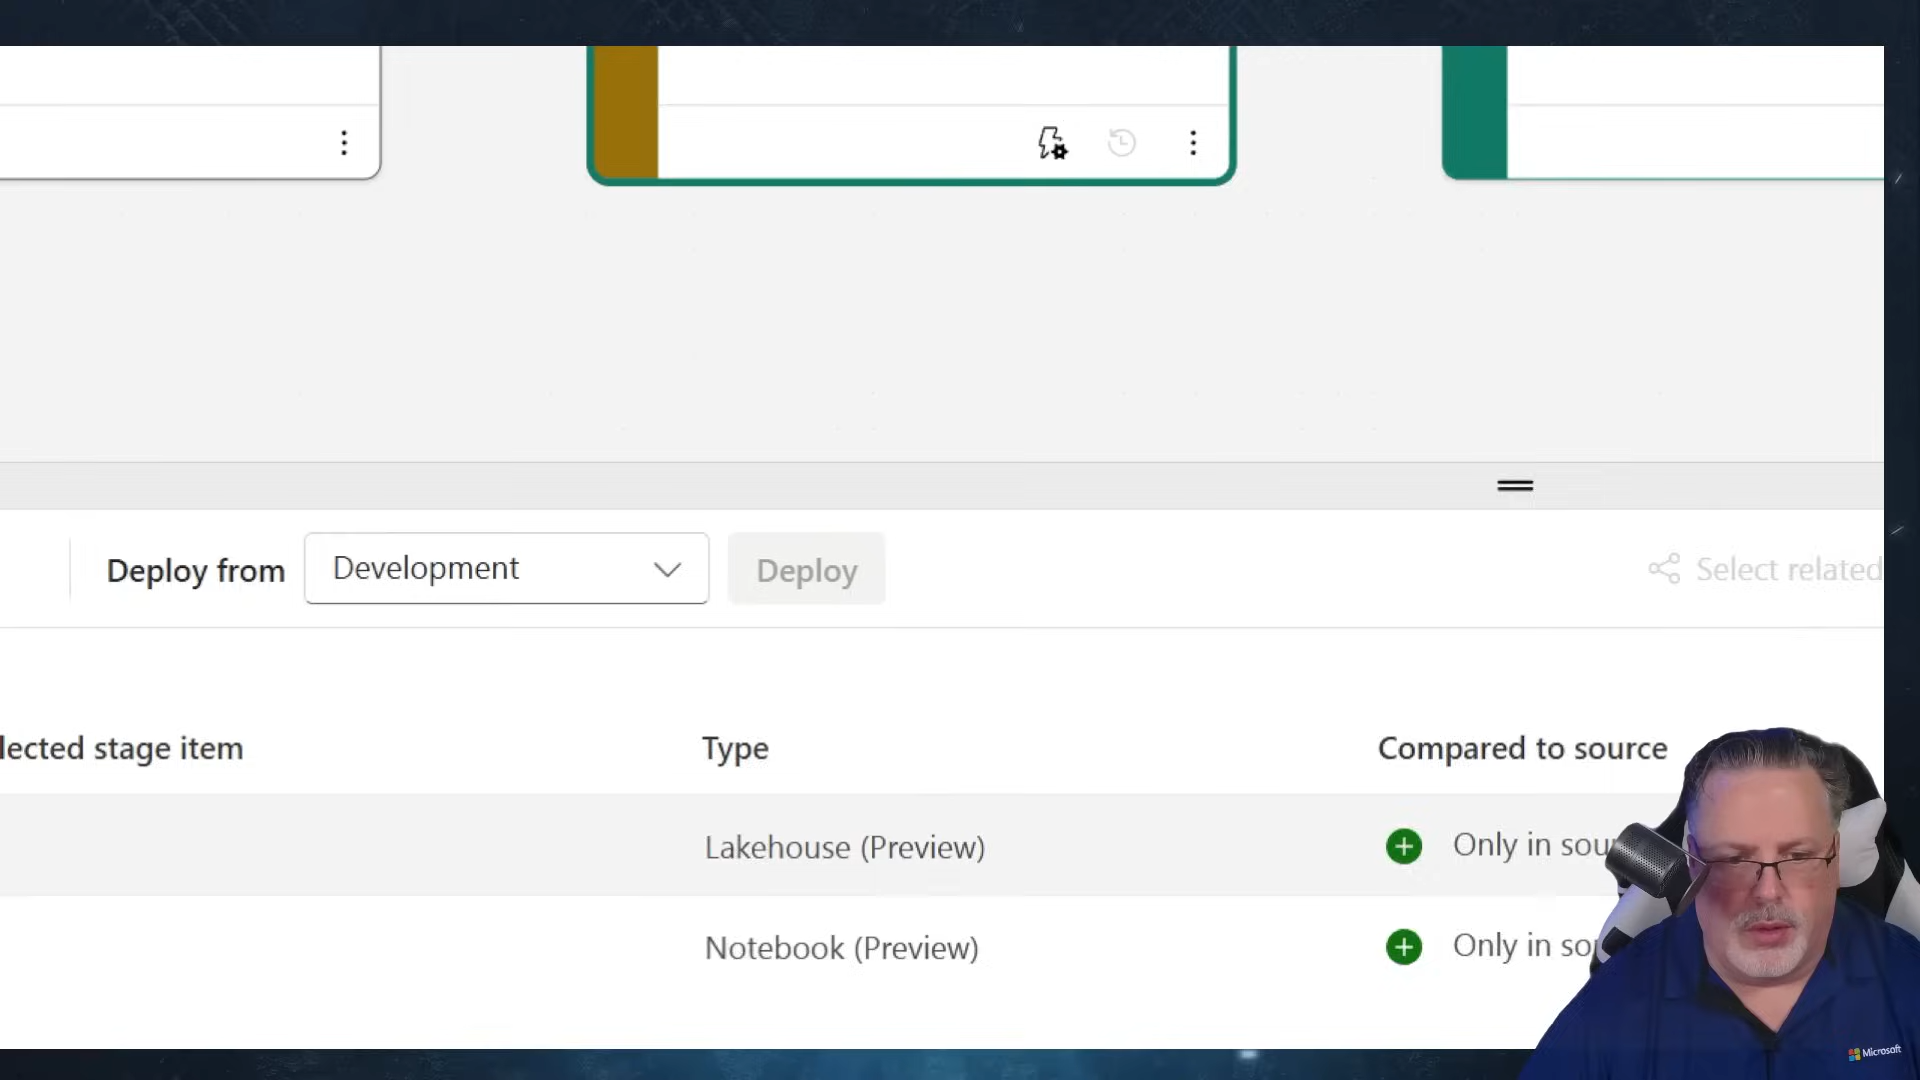 Deploy from Development Deploy Select related
lected stage item Type Compared to source
Lakehouse (Preview) Only in sou
Notebook (Preview) Only in so
Microsoft